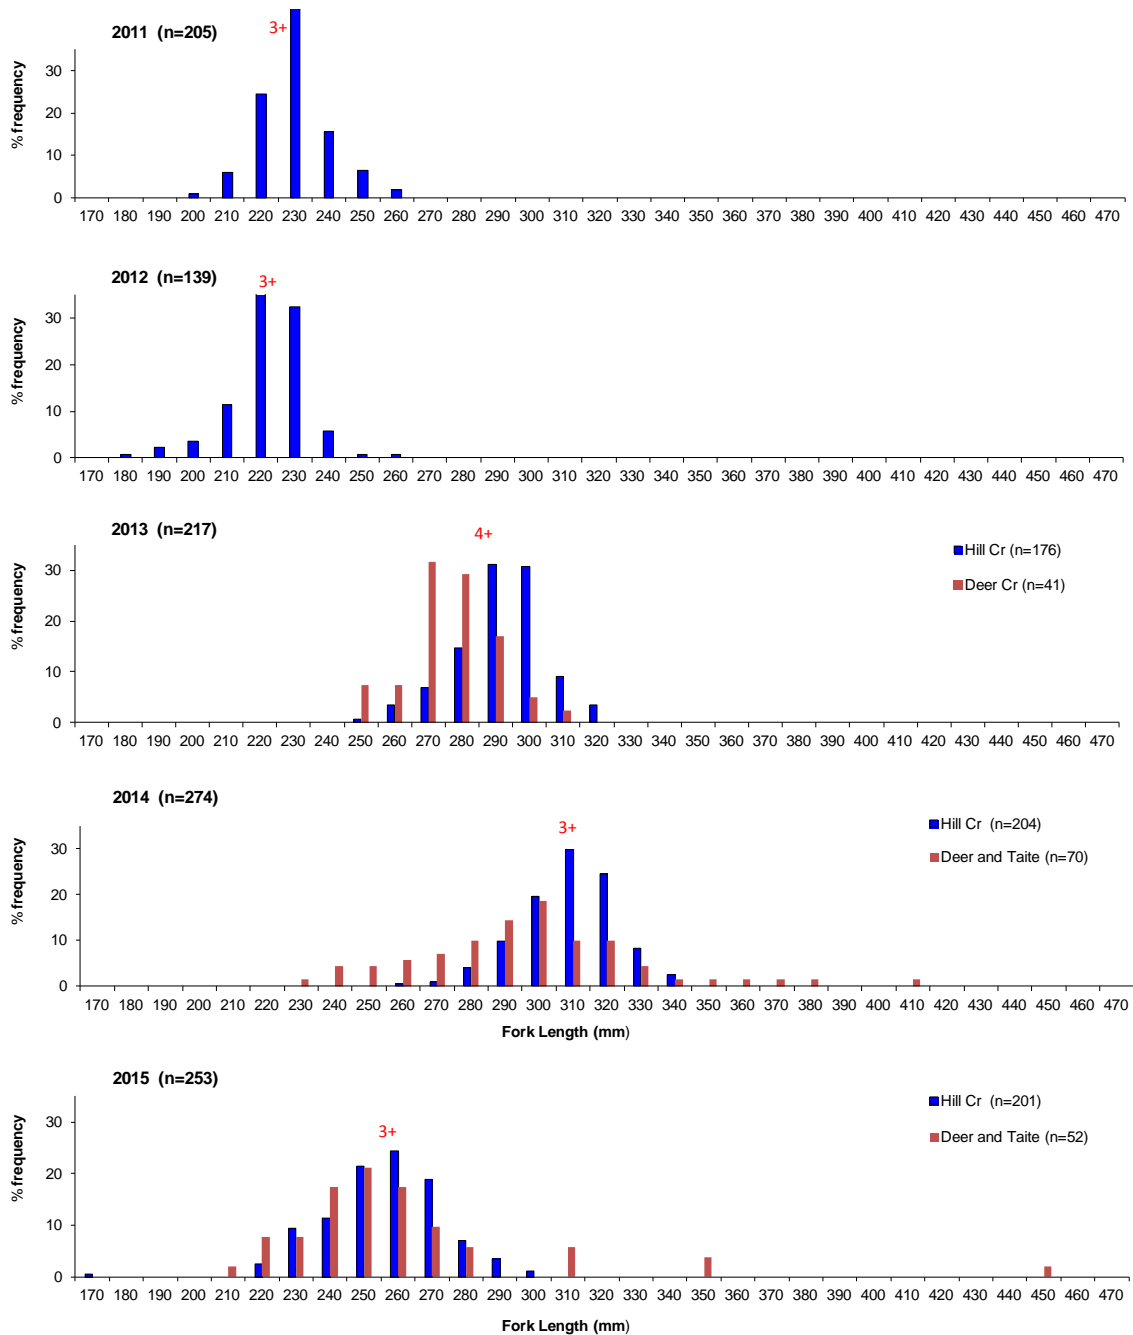 2011 (n=205)
3+
% frequency
30
20
10
0
170 180 190 200 210 220 230 240 250 260 270 280 290 300 310 320 330 340 350 360 370 380 390 400 410 420 430 440 450 460 470
2012 (n=139)
3+
% frequency
30
20
10
0
170 180 190 200 210 220 230 240 250 260 270 280 290 300 310 320 330 340 350 360 370 380 390 400 410 420 430 440 450 460 470
2013 (n=217)
4+
% frequency
30
20
10
0
Hill Cr (n=176)
Deer Cr (n=41)
170 180 190 200 210 220 230 240 250 260 270 280 290 300 310 320 330 340 350 360 370 380 390 400 410 420 430 440 450 460 470
2014 (n=274)
3+
% frequency
30
20
10
0
Hill Cr (n=204)
Deer and Taite (n=70)
170 180 190 200 210 220 230 240 250 260 270 280 290 300 310 320 330 340 350 360 370 380 390 400 410 420 430 440 450 460 470
Fork Length (mm)
2015 (n=253)
3+
% frequency
30
20
10
0
Hill Cr (n=201)
Deer and Taite (n=52)
170 180 190 200 210 220 230 240 250 260 270 280 290 300 310 320 330 340 350 360 370 380 390 400 410 420 430 440 450 460 470
Fork Length (mm)